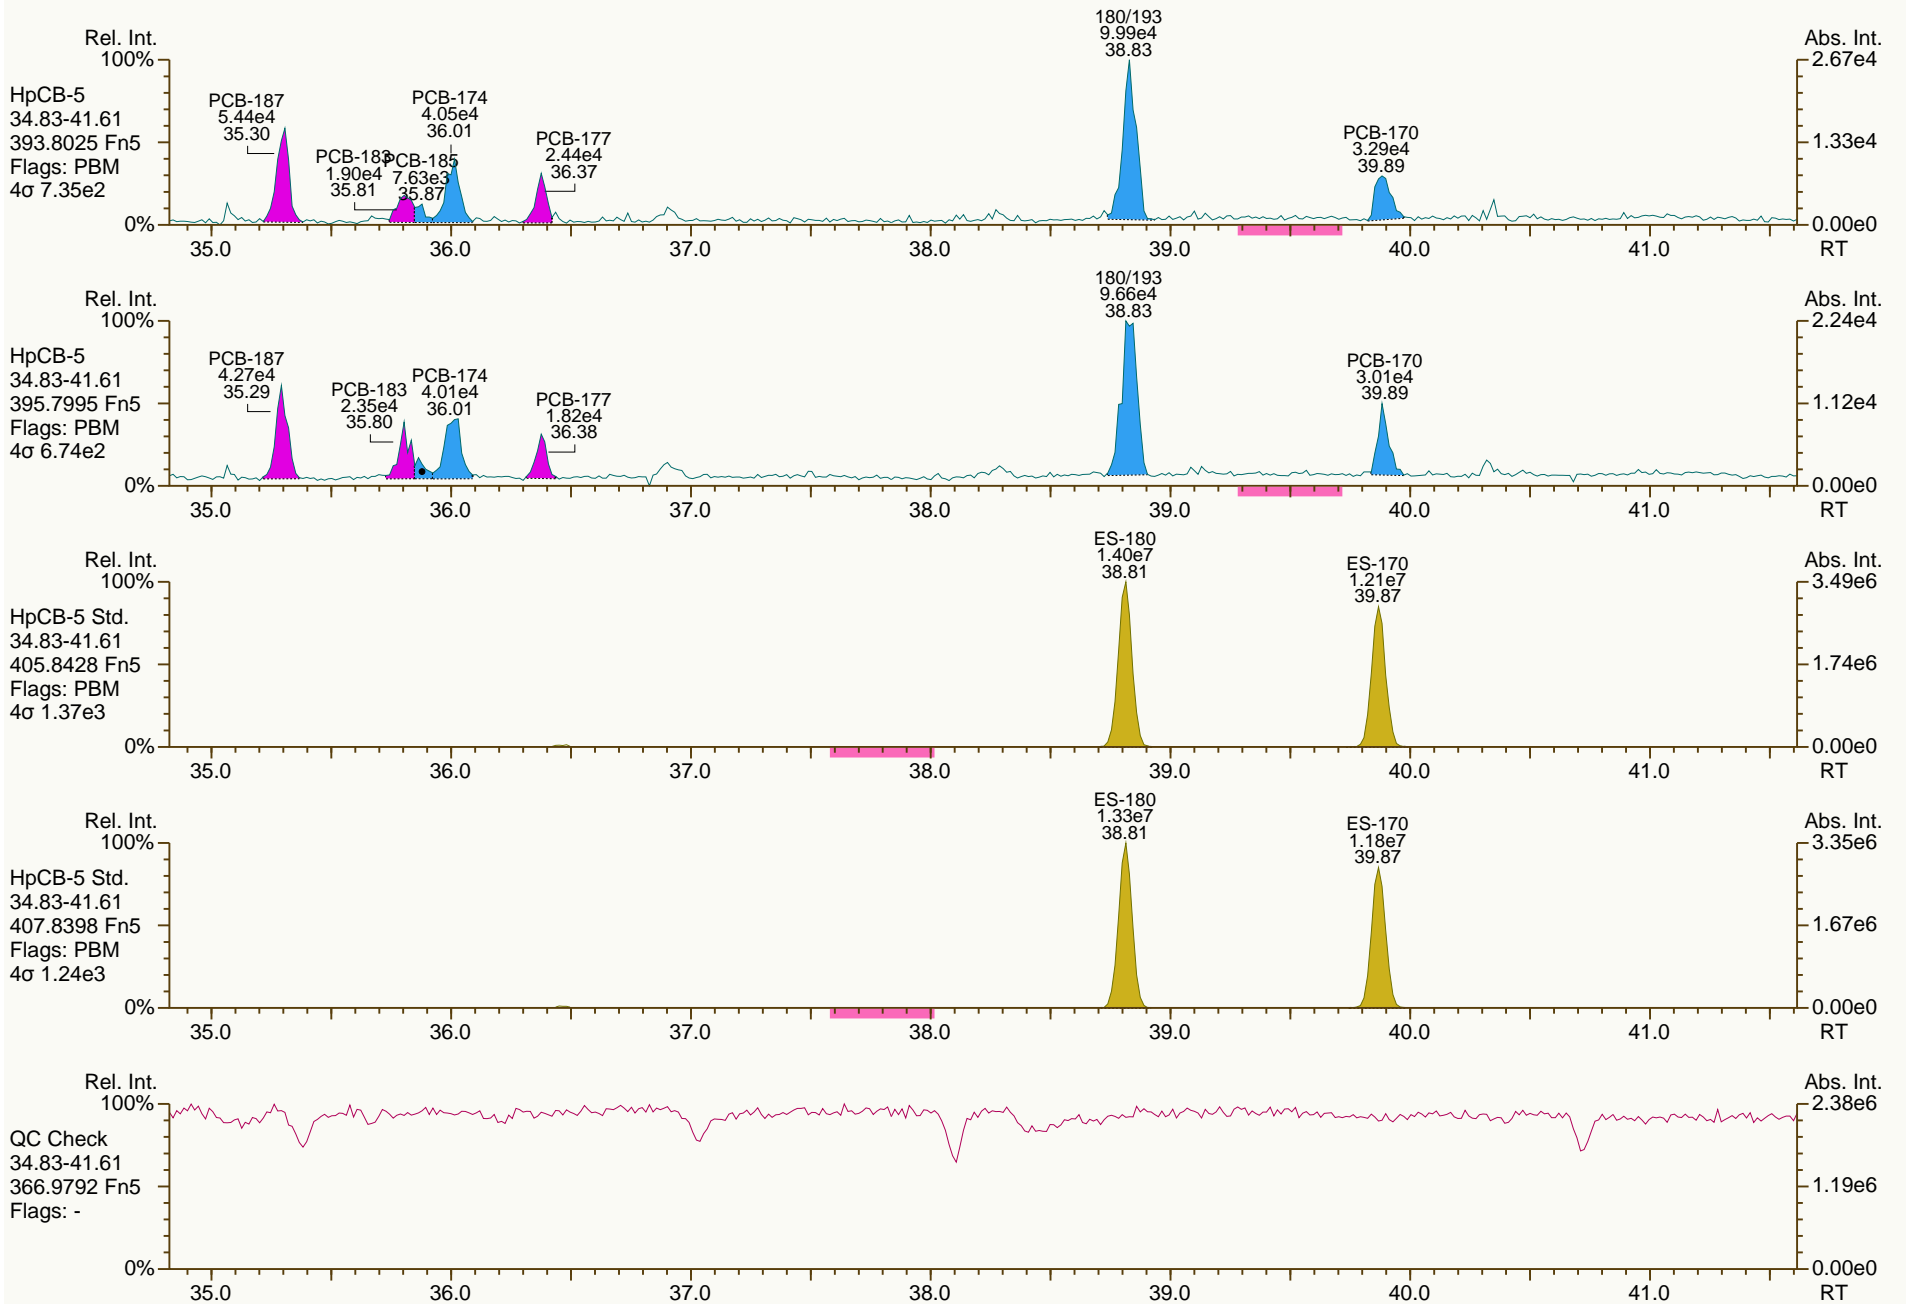 Rel. Int.
100%
0%
HpCB-5
34.83-41.61
393.8025 Fn5
Flags: PBM
4σ 7.35e2
PCB-187
5.44e4
35.30
PCB-183
1.90e4
35.81
PCB-185
7.63e3
35.87
PCB-174
4.05e4
36.01
PCB-177
2.44e4
36.37
180/193
9.99e4
38.83
PCB-170
3.29e4
39.89
Abs. Int.
2.67e4
1.33e4
0.00e0
35.0 36.0 37.0 38.0 39.0 40.0 41.0 RT
Rel. Int.
100%
0%
HpCB-5
34.83-41.61
395.7995 Fn5
Flags: PBM
4σ 6.74e2
PCB-187
4.27e4
35.29
PCB-183
2.35e4
35.80
PCB-174
4.01e4
36.01
PCB-177
1.82e4
36.38
180/193
9.66e4
38.83
PCB-170
3.01e4
39.89
Abs. Int.
2.24e4
1.12e4
0.00e0
35.0 36.0 37.0 38.0 39.0 40.0 41.0 RT
Rel. Int.
100%
0%
HpCB-5 Std.
34.83-41.61
405.8428 Fn5
Flags: PBM
4σ 1.37e3
ES-180
1.40e7
38.81
ES-170
1.21e7
39.87
Abs. Int.
3.49e6
1.74e6
0.00e0
35.0 36.0 37.0 38.0 39.0 40.0 41.0 RT
Rel. Int.
100%
0%
HpCB-5 Std.
34.83-41.61
407.8398 Fn5
Flags: PBM
4σ 1.24e3
ES-180
1.33e7
38.81
ES-170
1.18e7
39.87
Abs. Int.
3.35e6
1.67e6
0.00e0
35.0 36.0 37.0 38.0 39.0 40.0 41.0 RT
Rel. Int.
100%
0%
QC Check
34.83-41.61
366.9792 Fn5
Flags: -
Abs. Int.
2.38e6
1.19e6
0.00e0
35.0 36.0 37.0 38.0 39.0 40.0 41.0 RT